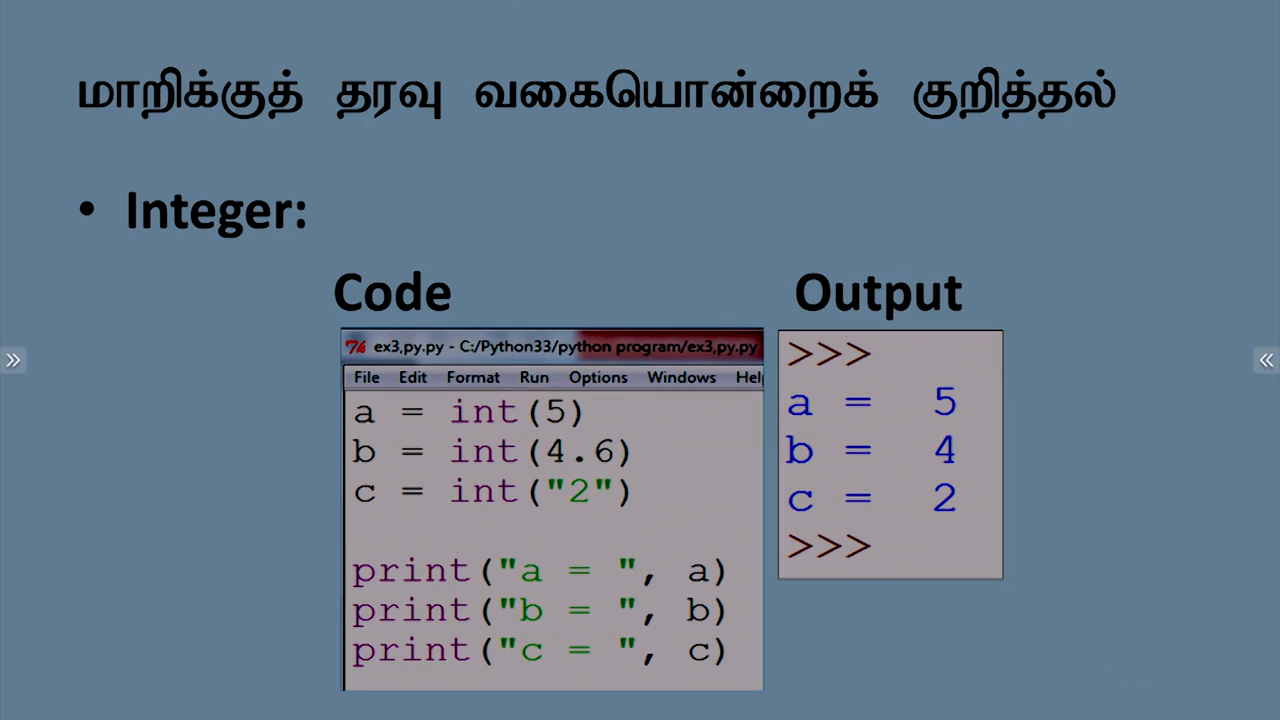 மாறிக்குத் தரவு வகையொன்றைக் குறித்தல்
• Integer:
Code
Output
ex3,py.py - C:/Python33/python program/ex3,py.py
File Edit Format Run Options Windows Hel
a = int(5)
b = int(4.6)
c = int("2")
print("a = ", a)
print("b = ", b)
print("c = ", c)
>>>
a =  5
b =  4
c =  2
>>>